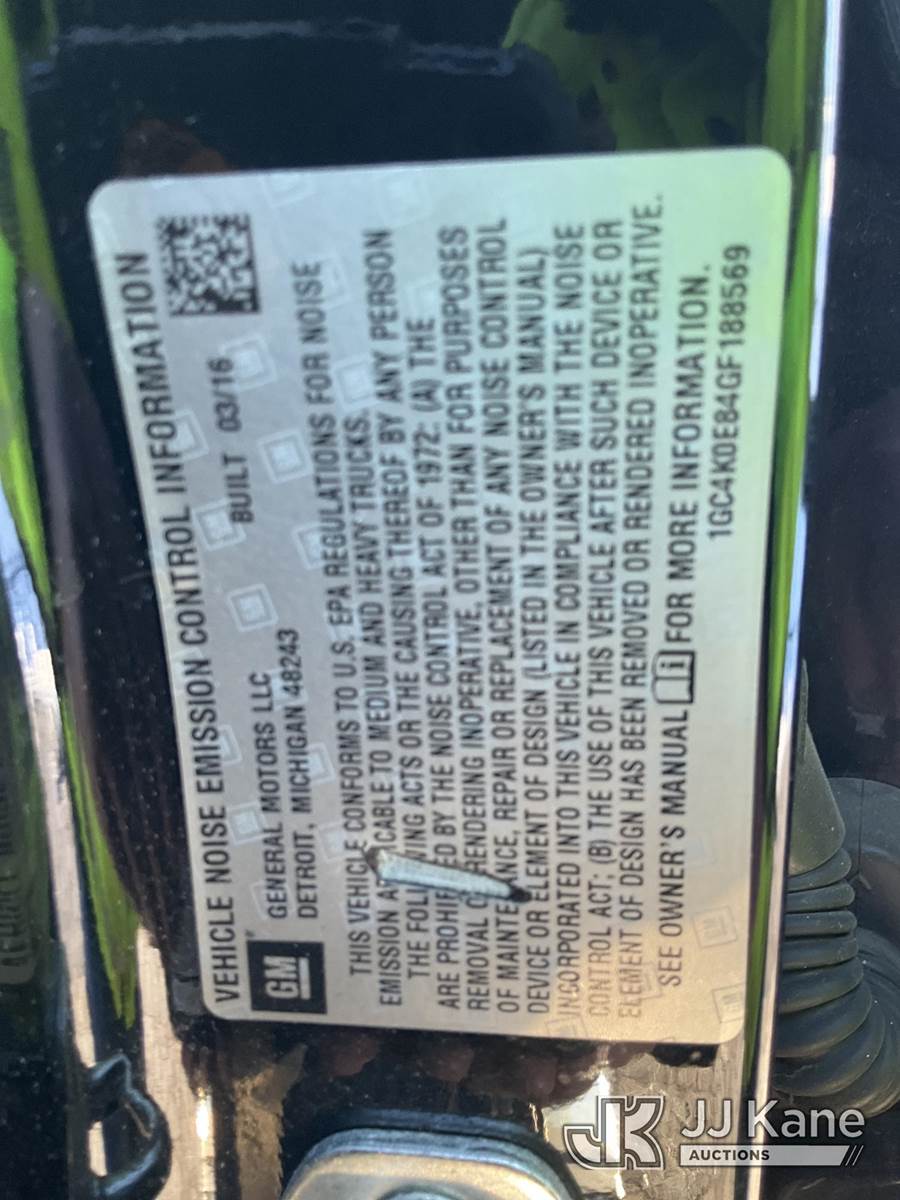 VEHICLE NOISE EMISSION CONTROL INFORMATION
GM
GENERAL MOTORS LLC BUILT 03/16
DETROIT, MICHIGAN 48243
THIS VEHICLE CONFORMS TO U.S. EPA REGULATIONS FOR NOISE
EMISSION CABLE TO MEDIUM AND HEAVY TRUCKS.
THE ACTS OR THE CAUSING THEREOF BY ANY PERSON
ARE BY THE NOISE CONTROL ACT OF 1972: (A) THE
REMOVAL RENDERING INOPERATIVE, OTHER THAN FOR PURPOSES
OF REPAIR OR REPLACEMENT OF ANY NOISE CONTROL
DEVICE OR ELEMENT OF DESIGN (LISTED IN THE OWNER'S MANUAL)
INCORPORATED INTO THIS VEHICLE IN COMPLIANCE WITH THE NOISE
CONTROL ACT; (B) THE USE OF THIS VEHICLE AFTER SUCH DEVICE OR
ELEMENT OF DESIGN HAS BEEN REMOVED OR RENDERED INOPERATIVE.
SEE OWNER'S MANUAL i FOR MORE INFORMATION.
1GC4K0E84GF188569
JK JJ Kane
AUCTIONS